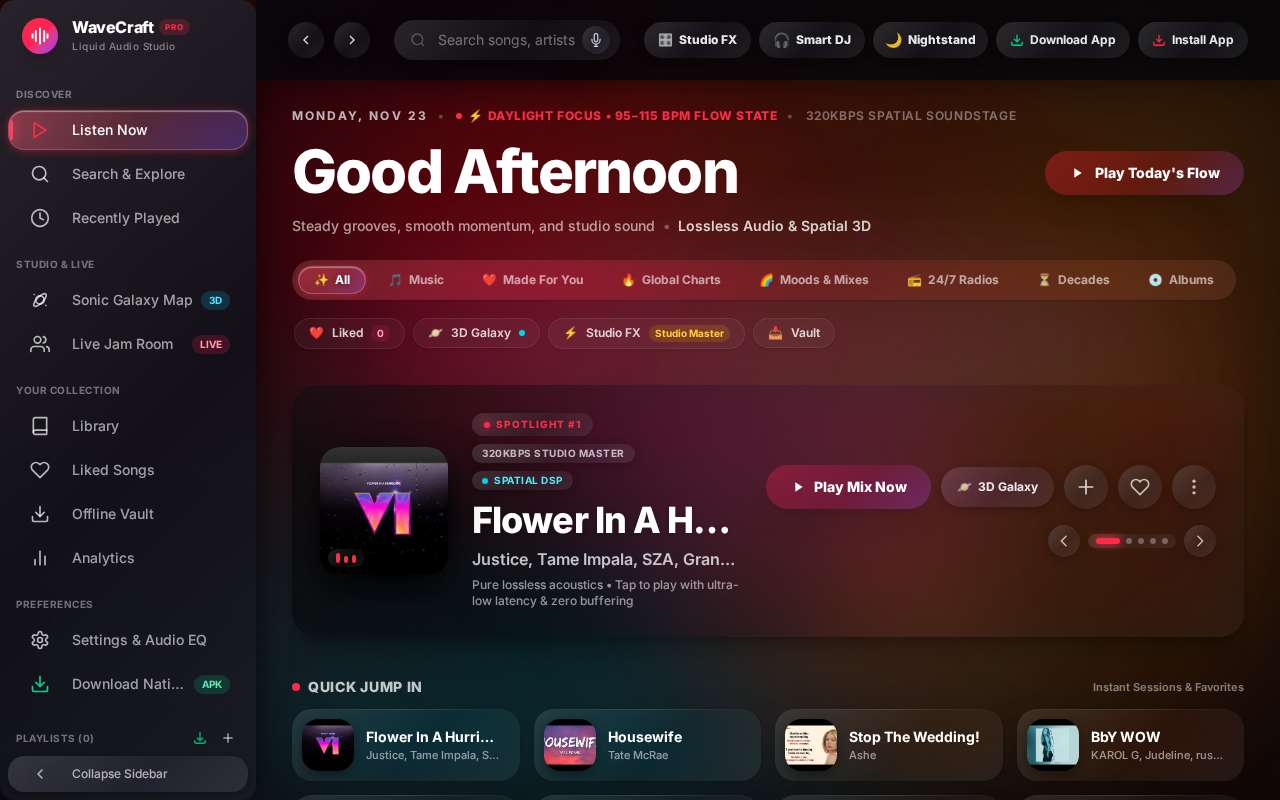 WaveCraft PRO
Liquid Audio Studio
DISCOVER
Listen Now
Search & Explore
Recently Played
STUDIO & LIVE
Sonic Galaxy Map 3D
Live Jam Room LIVE
YOUR COLLECTION
Library
Liked Songs
Offline Vault
Analytics
PREFERENCES
Settings & Audio EQ
Download Nati... APK
PLAYLISTS (0)
Collapse Sidebar
Search songs, artists
Studio FX
Smart DJ
Nightstand
Download App
Install App
MONDAY, NOV 23 • ⚡ DAYLIGHT FOCUS • 95–115 BPM FLOW STATE • 320KBPS SPATIAL SOUNDSTAGE
Good Afternoon
Play Today's Flow
Steady grooves, smooth momentum, and studio sound • Lossless Audio & Spatial 3D
All
Music
Made For You
Global Charts
Moods & Mixes
24/7 Radios
Decades
Albums
Liked 0
3D Galaxy
Studio FX Studio Master
Vault
SPOTLIGHT #1
320KBPS STUDIO MASTER
SPATIAL DSP
Flower In A H...
Justice, Tame Impala, SZA, Gran...
Pure lossless acoustics • Tap to play with ultra-
low latency & zero buffering
VI
Play Mix Now
3D Galaxy
QUICK JUMP IN
Instant Sessions & Favorites
VI
Flower In A Hurri...
Justice, Tame Impala, S...
OUSEWIF
Housewife
Tate McRae
Stop The Wedding!
Ashe
BbY WOW
KAROL G, Judeline, rus...